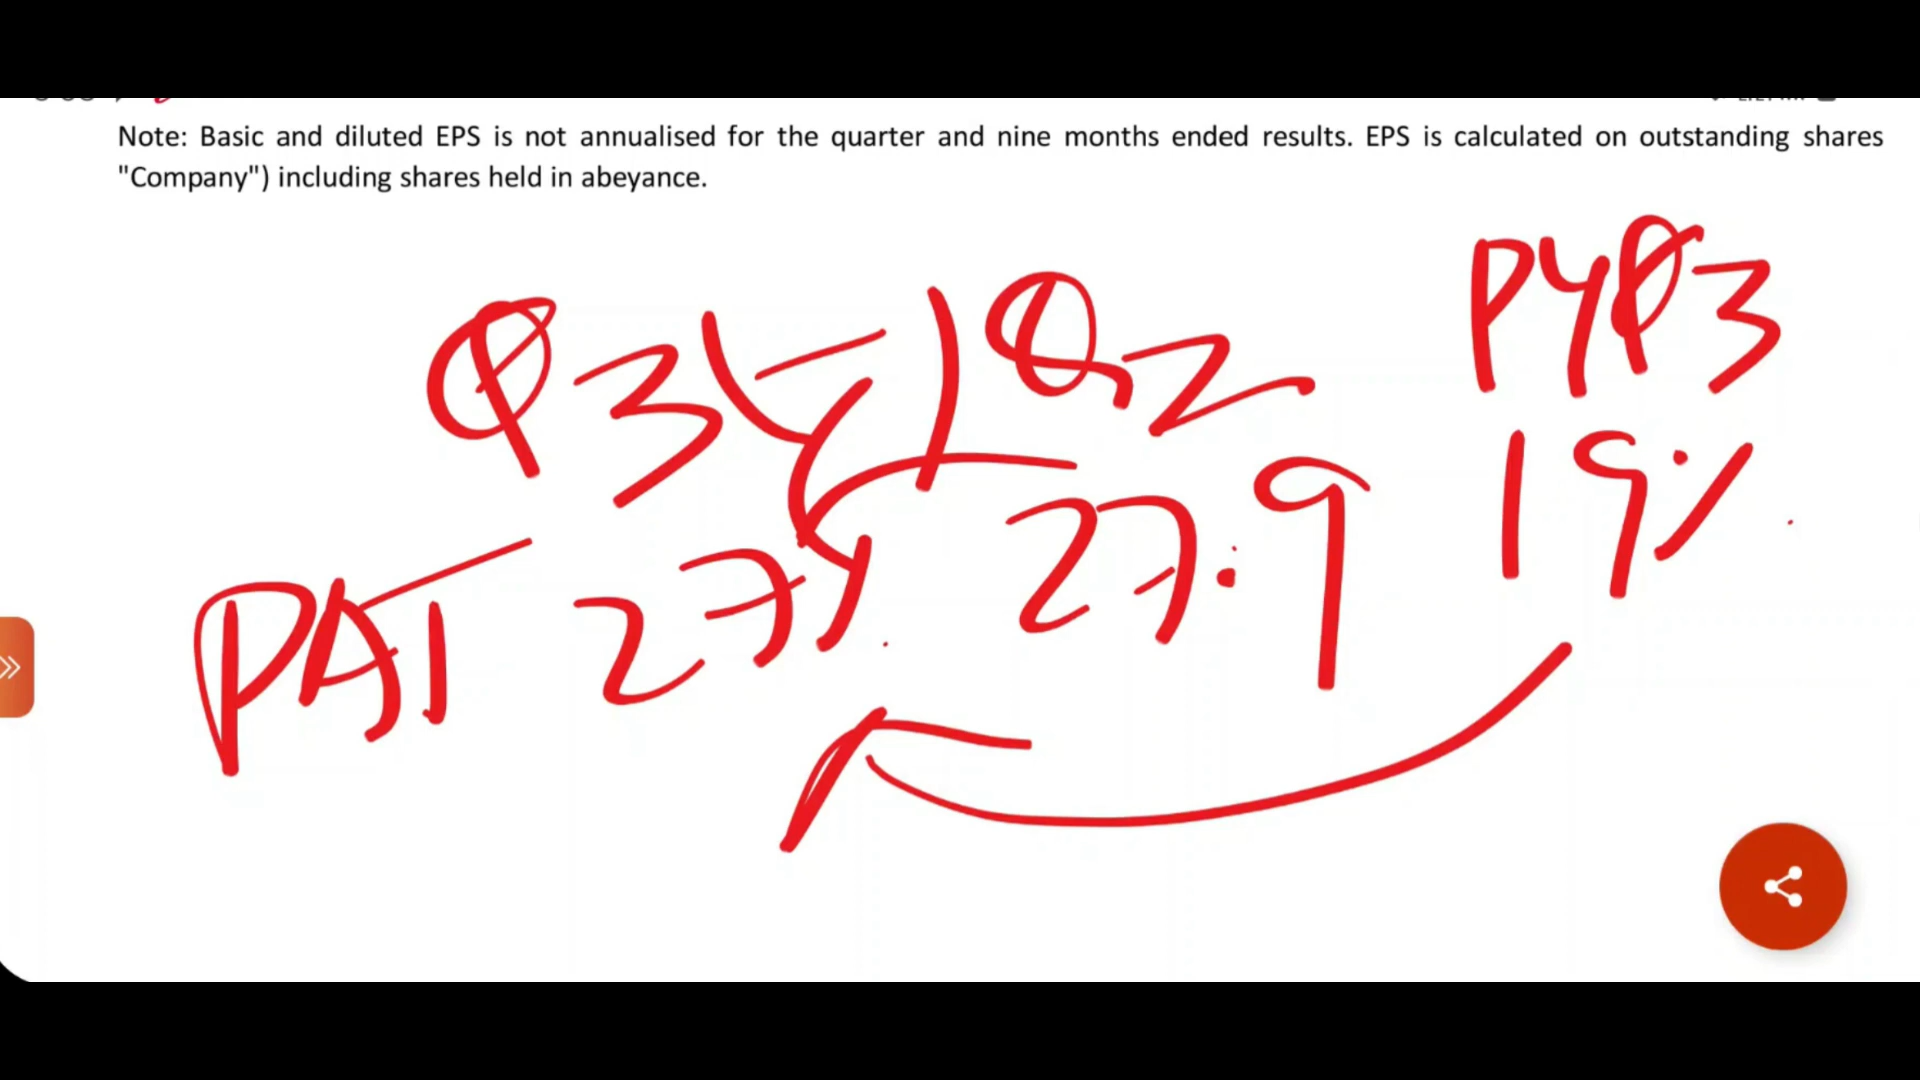 Note: Basic and diluted EPS is not annualised for the quarter and nine months ended results. EPS is calculated on outstanding shares
"Company") including shares held in abeyance.
Q3 Q2 PYQ3
PAT 27% 27.9 19%